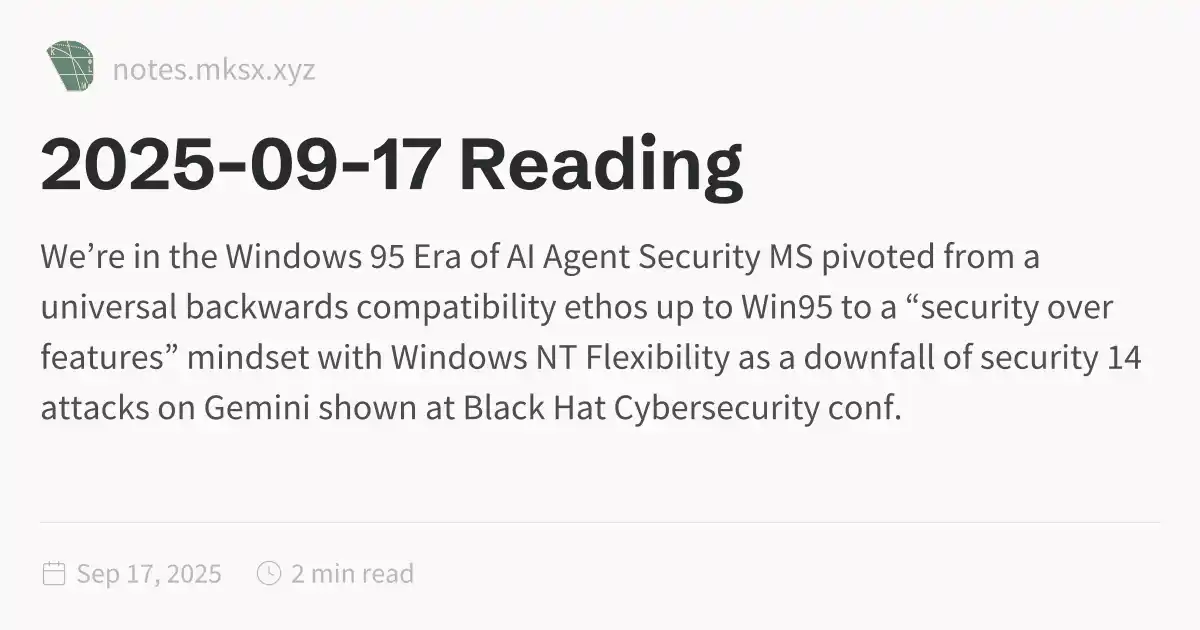 notes.mksx.xyz
2025-09-17 Reading
We’re in the Windows 95 Era of AI Agent Security MS pivoted from a
universal backwards compatibility ethos up to Win95 to a “security over
features” mindset with Windows NT Flexibility as a downfall of security 14
attacks on Gemini shown at Black Hat Cybersecurity conf.
Sep 17, 2025 2 min read